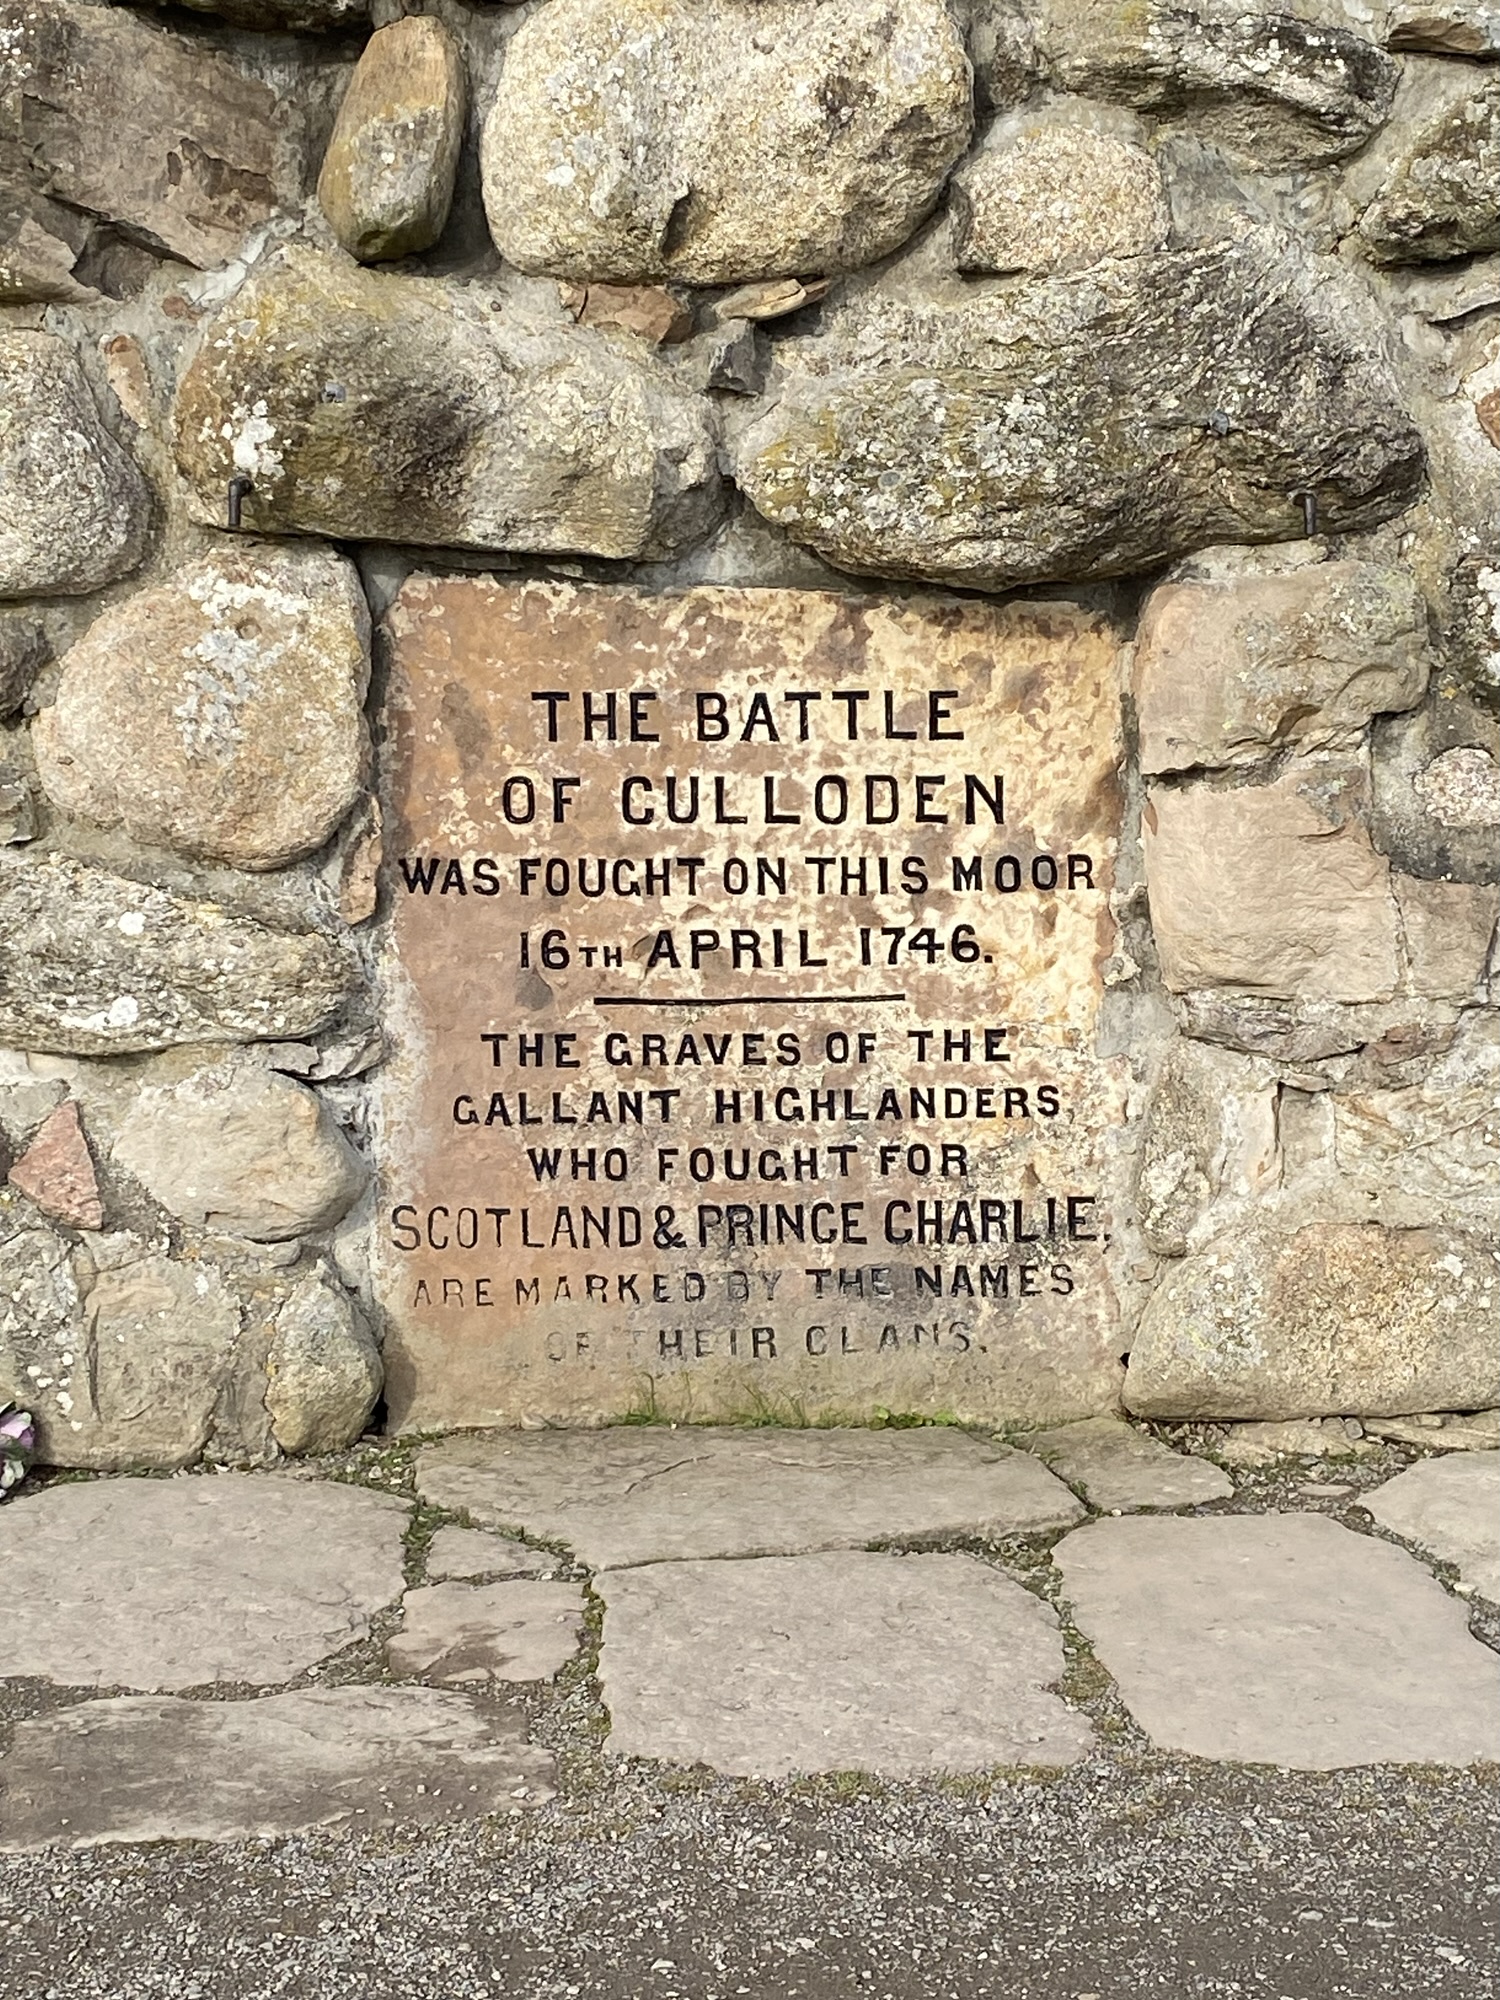 THE BATTLE
OF CULLODEN
WAS FOUGHT ON THIS MOOR
16TH APRIL 1746.
THE GRAVES OF THE
GALLANT HIGHLANDERS
WHO FOUGHT FOR
SCOTLAND & PRINCE CHARLIE.
ARE MARKED BY THE NAMES
OF THEIR CLANS.